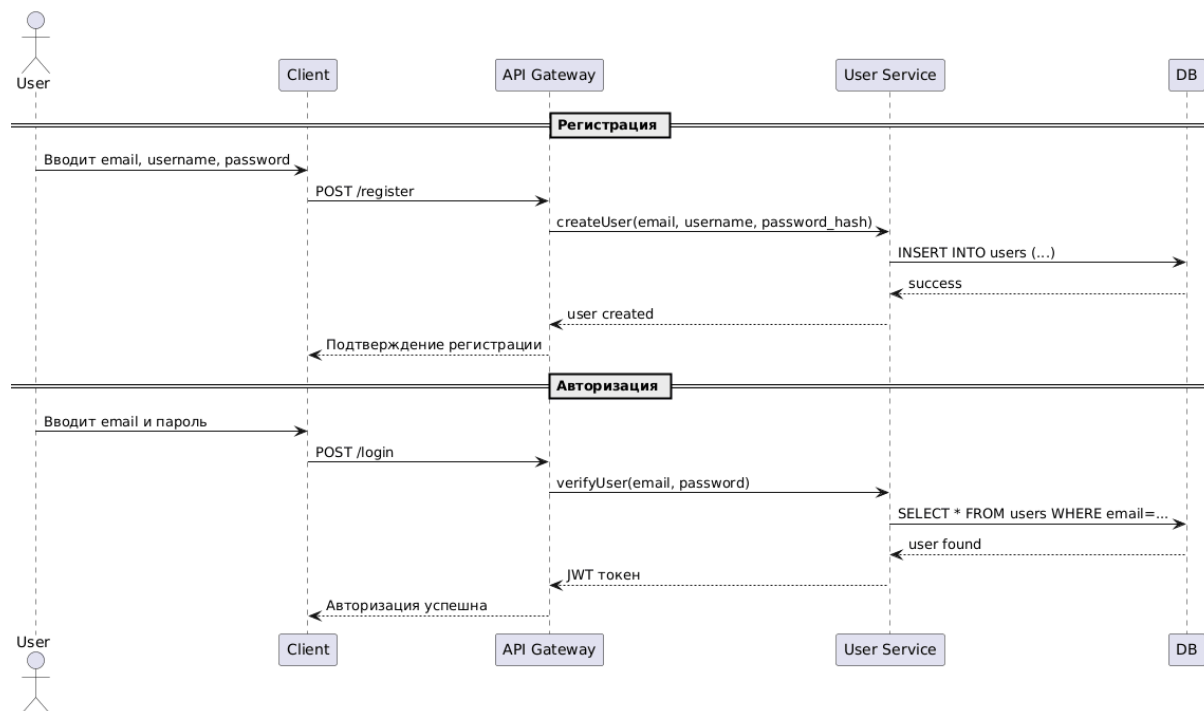 User
Client
API Gateway
User Service
DB
Регистрация
Вводит email, username, password
POST /register
createUser(email, username, password_hash)
INSERT INTO users (...)
success
user created
Подтверждение регистрации
Авторизация
Вводит email и пароль
POST /login
verifyUser(email, password)
SELECT * FROM users WHERE email=...
user found
JWT токен
Авторизация успешна
User
Client
API Gateway
User Service
DB